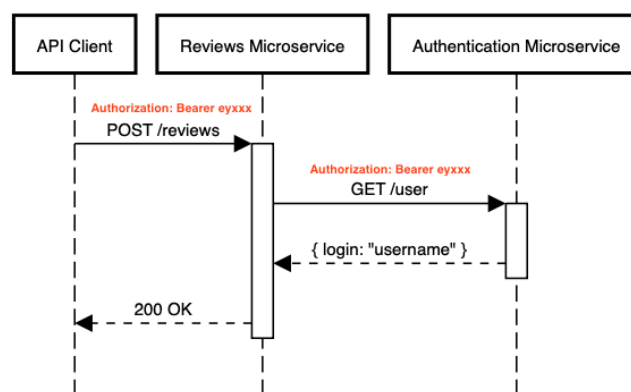 API Client
Reviews Microservice
Authentication Microservice
Authorization: Bearer eyxxx
POST /reviews
Authorization: Bearer eyxxx
GET /user
{ login: "username" }
200 OK